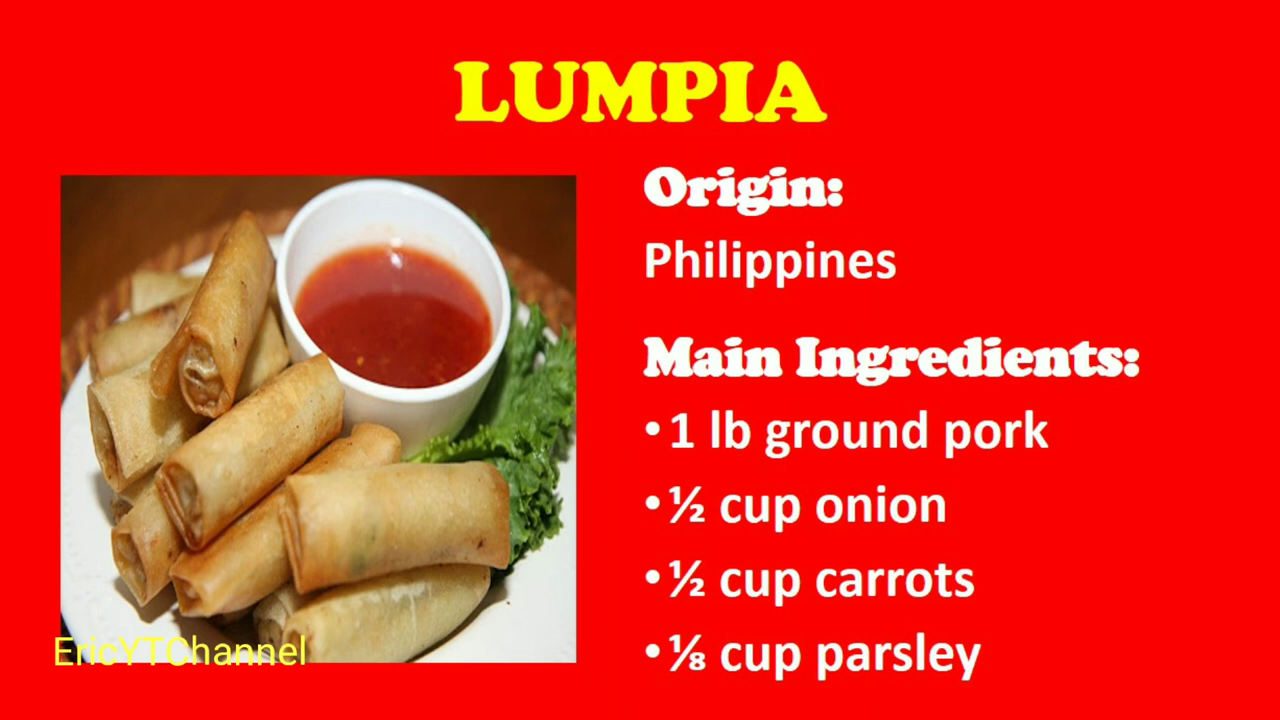 LUMPIA
Origin:
Philippines
Main Ingredients:
•1 lb ground pork
•½ cup onion
•½ cup carrots
•⅛ cup parsley
EricYTChannel